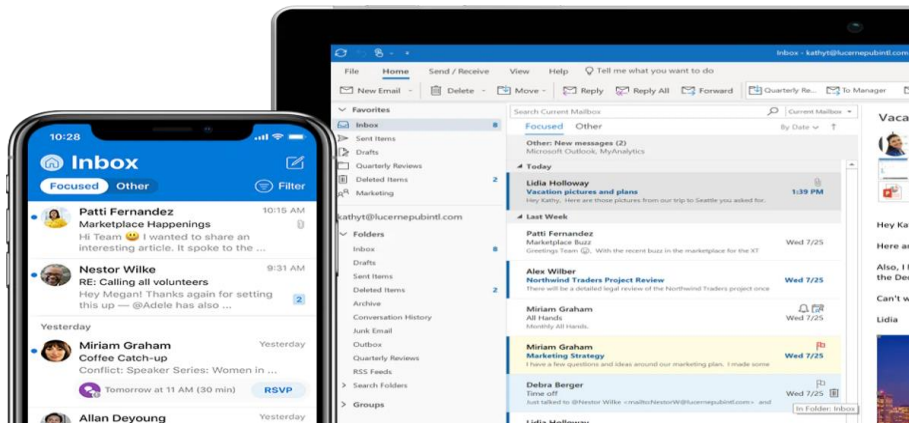 10:28
Inbox
Focused
Other
Filter
Patti Fernandez
10:15 AM
Marketplace Happenings
Hi Team 😀 I wanted to share an
interesting article. It spoke to the ...
Nestor Wilke
9:31 AM
RE: Calling all volunteers
Hey Megan! Thanks again for setting
this up — @Adele has also ...
2
Yesterday
Miriam Graham
Yesterday
Coffee Catch-up
Conflict: Speaker Series: Women in ...
Tomorrow at 11 AM (30 min)
RSVP
Allan Deyoung
Yesterday
Inbox - kathyt@lucernepubintl.com
File
Home
Send / Receive
View
Help
Tell me what you want to do
New Email
Delete
Move
Reply
Reply All
Forward
Quarterly Re...
To Manager
Favorites
Inbox 8
Sent Items
Drafts
Quarterly Reviews
Deleted Items 2
Marketing
kathyt@lucernepubintl.com
Folders
Inbox 8
Drafts
Sent Items
Deleted Items 2
Archive
Conversation History
Junk Email
Outbox
Quarterly Reviews
RSS Feeds
Search Folders
Groups
Search Current Mailbox
Current Mailbox
Focused
Other
By Date
Other: New messages (2)
Microsoft Outlook, MyAnalytics
Today
Lidia Holloway
Vacation pictures and plans
1:39 PM
Hey Kathy, Here are those pictures from our trip to Seattle you asked for.
Last Week
Patti Fernandez
Marketplace Buzz
Wed 7/25
Greetings Team 😀, With the recent buzz in the marketplace for the XT
Alex Wilber
Northwind Traders Project Review
Wed 7/25
There will be a detailed legal review of the Northwind Traders project once
Miriam Graham
All Hands
Wed 7/25
Monthly All Hands.
Miriam Graham
Marketing Strategy
Wed 7/25
I have a few questions and ideas around our marketing plan. I made some
Debra Berger
Time off
Wed 7/25
Just talked to @Nestor Wilke <mailto:NestorW@lucernepubintl.com> and
In Folder: Inbox
Lidia Holloway
Vaca
1.
Hey Ka
Here ar
Also, I
the De
Can't w
Lidia